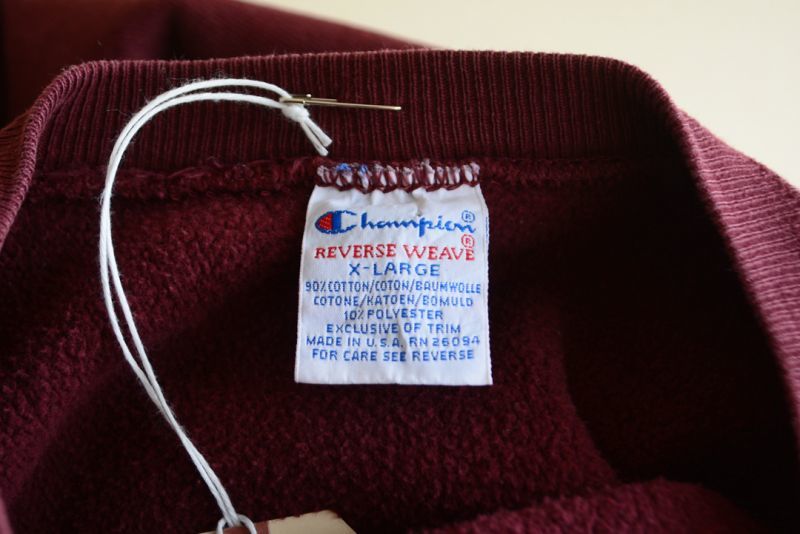 Champion®
REVERSE WEAVE®
X-LARGE
90% COTTON/COTON/BAUMWOLLE
COTONE/KATOEN/BOMULD
10% POLYESTER
EXCLUSIVE OF TRIM
MADE IN U.S.A. RN 26094
FOR CARE SEE REVERSE